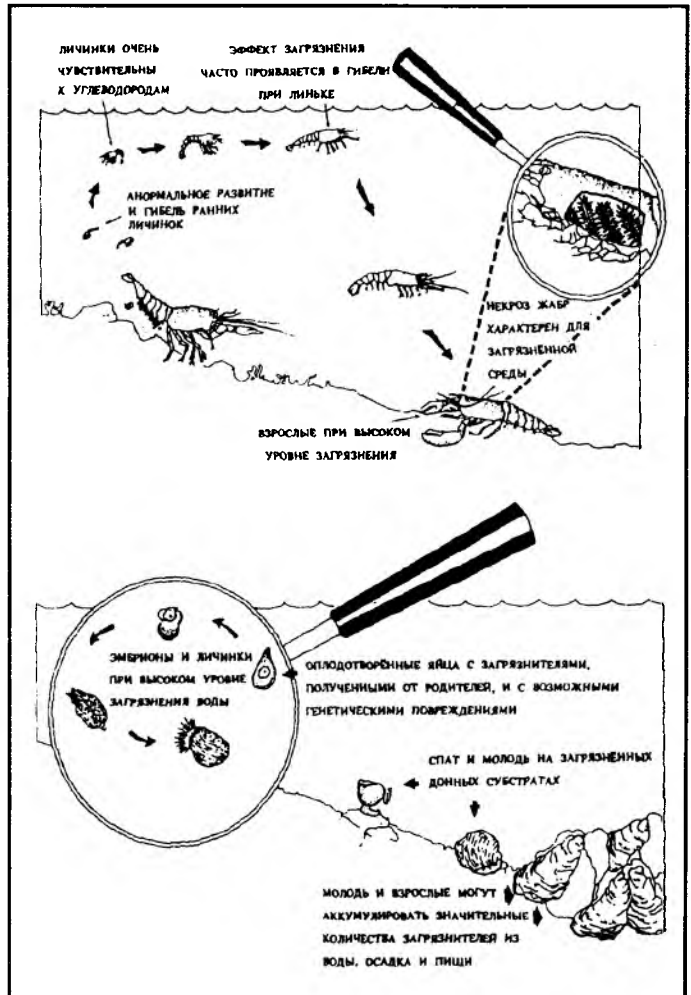 ЛИЧИНКИ ОЧЕНЬ
ЧУВСТВИТЕЛЬНЫ
К УГЛЕВОДОРОДАМ
ЭФФЕКТ ЗАГРЯЗНЕНИЯ
ЧАСТО ПРОЯВЛЯЕТСЯ В ГИБЕЛИ
ПРИ ЛИНЬКЕ
АНОРМАЛЬНОЕ РАЗВИТИЕ
И ГИБЕЛЬ РАННИХ
ЛИЧИНОК
НЕКРОЗ ЖАБР
ХАРАКТЕРЕН ДЛЯ
ЗАГРЯЗНЁННОЙ
СРЕДЫ
ВЗРОСЛЫЕ ПРИ ВЫСОКОМ
УРОВНЕ ЗАГРЯЗНЕНИЯ
ЭМБРИОНЫ И ЛИЧИНКИ
ПРИ ВЫСОКОМ УРОВНЕ
ЗАГРЯЗНЕНИЯ ВОДЫ
ОПЛОДОТВОРЁННЫЕ ЯЙЦА С ЗАГРЯЗНИТЕЛЯМИ,
ПОЛУЧЕННЫМИ ОТ РОДИТЕЛЕЙ, И С ВОЗМОЖНЫМИ
ГЕНЕТИЧЕСКИМИ ПОВРЕЖДЕНИЯМИ
СПАТ И МОЛОДЬ НА ЗАГРЯЗНЁННЫХ
ДОННЫХ СУБСТРАТАХ
МОЛОДЬ И ВЗРОСЛЫЕ МОГУТ
АККУМУЛИРОВАТЬ ЗНАЧИТЕЛЬНЫЕ
КОЛИЧЕСТВА ЗАГРЯЗНИТЕЛЕЙ ИЗ
ВОДЫ, ОСАДКА И ПИЩИ